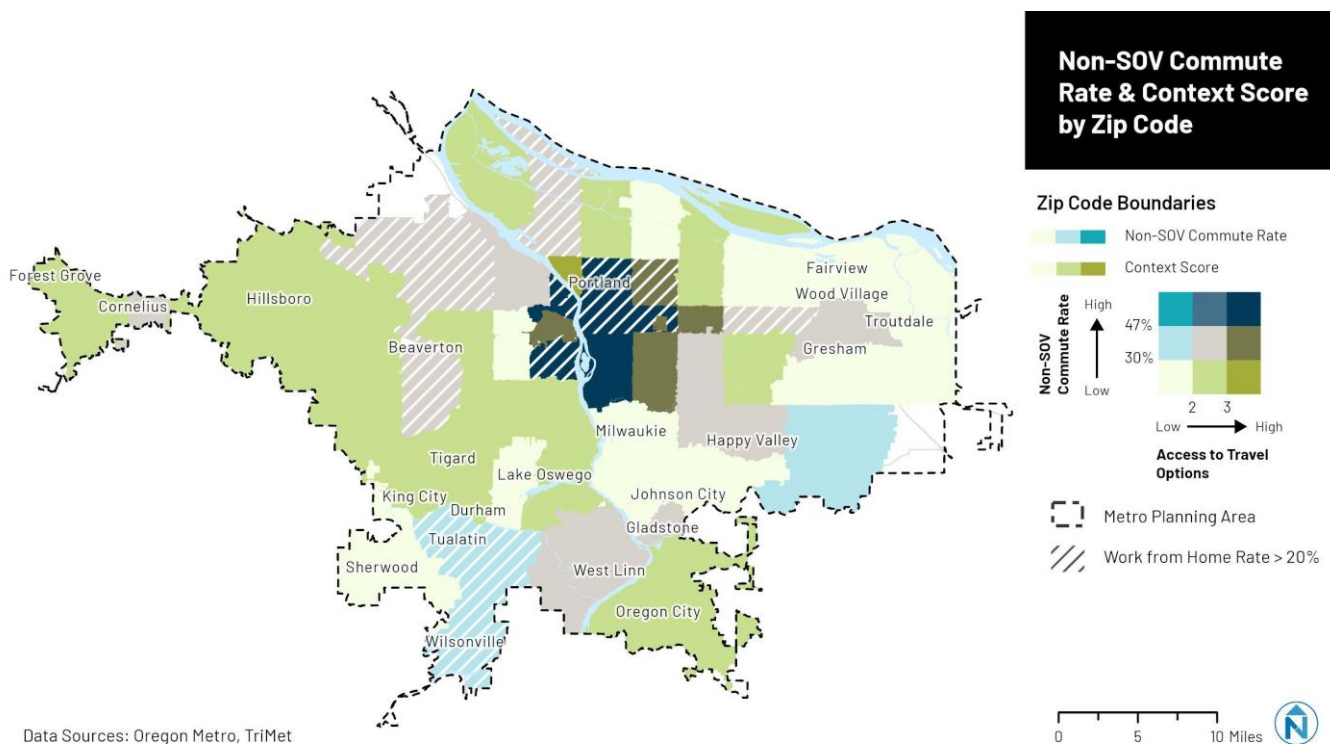 Non-SOV Commute
Rate & Context Score
by Zip Code
Zip Code Boundaries
Non-SOV Commute Rate
Context Score
Non-SOV
Commute Rate
High
47%
30%
Low
2 3
Low High
Access to Travel
Options
Metro Planning Area
Work from Home Rate > 20%
0 5 10 Miles
N
Portland
Fairview
Forest Grove
Hillsboro
Wood Village
Cornelius
Troutdale
Beaverton
Gresham
Milwaukie
Happy Valley
Tigard
Lake Oswego
King City
Johnson City
Durham
Gladstone
Tualatin
Sherwood
West Linn
Oregon City
Wilsonville
Data Sources: Oregon Metro, TriMet